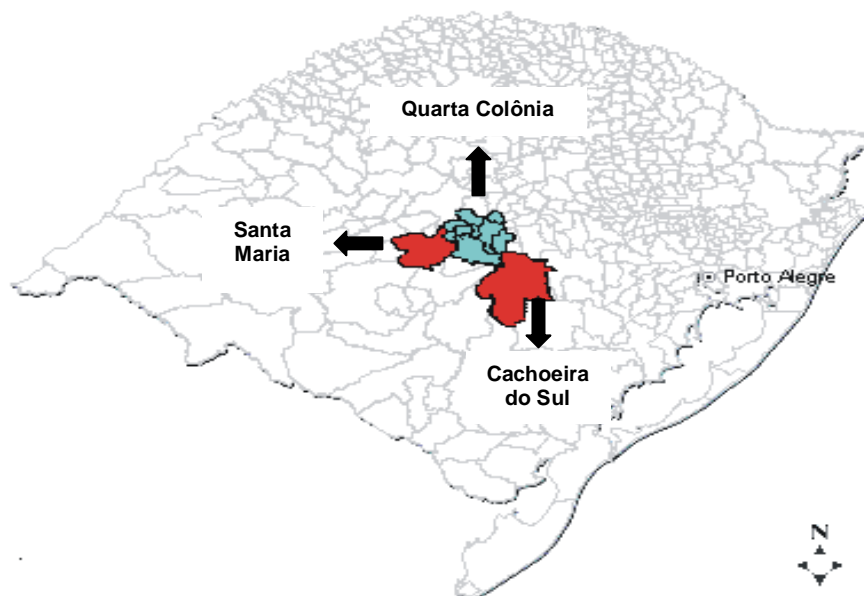 Quarta Colônia
Santa
Maria
Porto Alegre
Cachoeira
do Sul
N